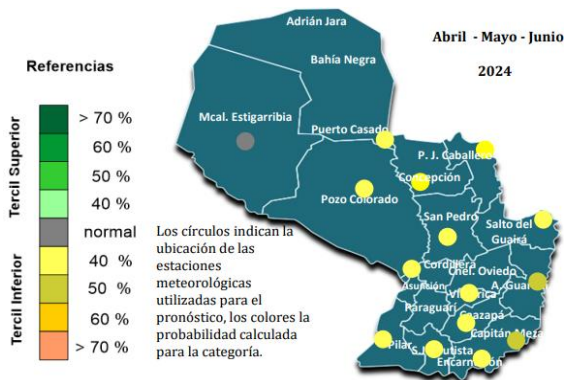 Adrián Jara
Abril - Mayo - Junio
2024
Bahía Negra
Referencias
Mcal. Estigarribia
Puerto Casado
P. J. Caballero
Concepción
Pozo Colorado
San Pedro
Salto del
Guairá
Cordillera
Cnel. Oviedo
Asunción
A. Guaraní
Villarrica
Paraguarí
Caazapá
Capitán Meza
Pilar
S.J. Bautista
Encarnación
Tercil Superior
> 70 %
60 %
50 %
40 %
normal
Tercil Inferior
40 %
50 %
60 %
> 70 %
Los círculos indican la
ubicación de las
estaciones
meteorológicas
utilizadas para el
pronóstico, los colores la
probabilidad calculada
para la categoría.